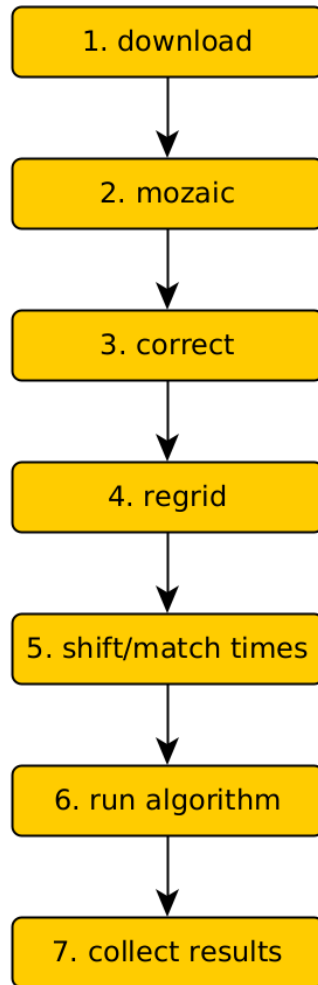 1. download
2. mozaic
3. correct
4. regrid
5. shift/match times
6. run algorithm
7. collect results